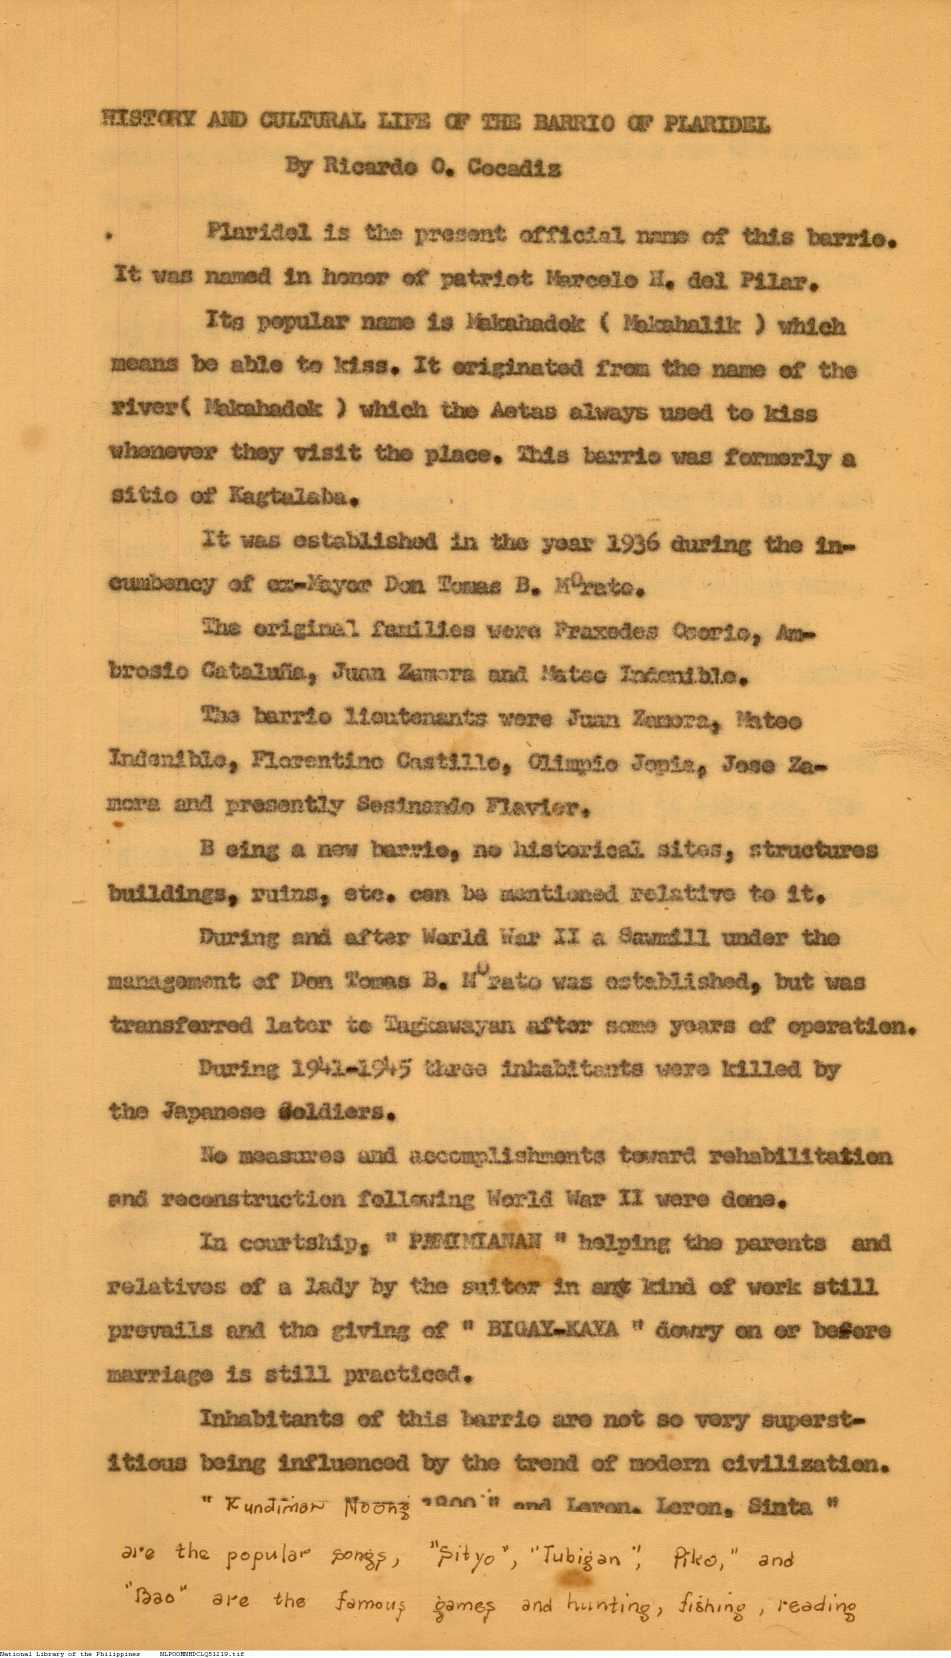 HISTORY AND CULTURAL LIFE OF THE BARRIO OF PLARIDEL
By Ricardo O. Cocadiz
Plaridel is the present official name of this barrio.
It was named in honor of patriot Marcelo H. del Pilar.
Its popular name is Makahadok ( Makahalik ) which
means be able to kiss. It originated from the name of the
river( Makahadok ) which the Aetas always used to kiss
whenever they visit the place. This barrio was formerly a
sitio of Kagtalaba.
It was established in the year 1936 during the in-
cumbency of ex-Mayor Don Tomas B. Morato.
The original families were Fraxedes Osorio, Am-
brosio Cataluña, Juan Zamora and Mateo Indenible.
The barrio lieutenants were Juan Zamora, Mateo
Indenible, Florentino Castillo, Olimpio Jopia, Jose Za-
mora and presently Sesinando Flavier.
B eing a new barrio, no historical sites, structures
buildings, ruins, etc. can be mentioned relative to it.
During and after World War II a Sawmill under the
management of Don Tomas B. Morato was established, but was
transferred later to Tagkawayan after some years of operation.
During 1941-1945 three inhabitants were killed by
the Japanese Soldiers.
No measures and accomplishments toward rehabilitation
and reconstruction following World War II were done.
In courtship, " PAMIMIANAN " helping the parents and
relatives of a lady by the suitor in any kind of work still
prevails and the giving of " BIGAY-KAYA " dowry on or before
marriage is still practiced.
Inhabitants of this barrio are not so very superst-
itious being influenced by the trend of modern civilization.
" Kundiman Noong 1800 " and Leron. Leron, Sinta "
are the popular songs, "Sityo", "Tubigan", Piko," and
"Bao" are the famous games and hunting, fishing, reading
National Library of the Philippines NLPOOMNHDCLQ51219.tif